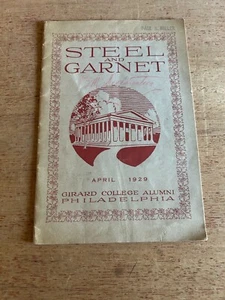 STEEL
AND
GARNET
APRIL 1929
GIRARD COLLEGE ALUMNI
PHILADELPHIA